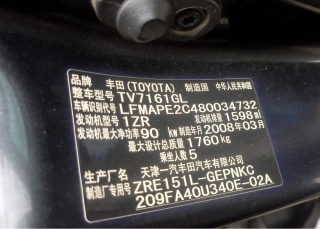 品牌 丰田(TOYOTA) 制造国 中华人民共和国
整车型号 TV7161GL
车辆识别代号 LFMAPE2C480034732
发动机型号 1ZR 发动机排量 1598ml
发动机最大净功率 90 kw 制造年月 2008年03月
最大设计总质量 1760kg
乘坐人数 5
制造厂名 天津一汽丰田汽车有限公司
制造厂专用号 ZRE151L-GEPNKC
209FA40U340E-02A